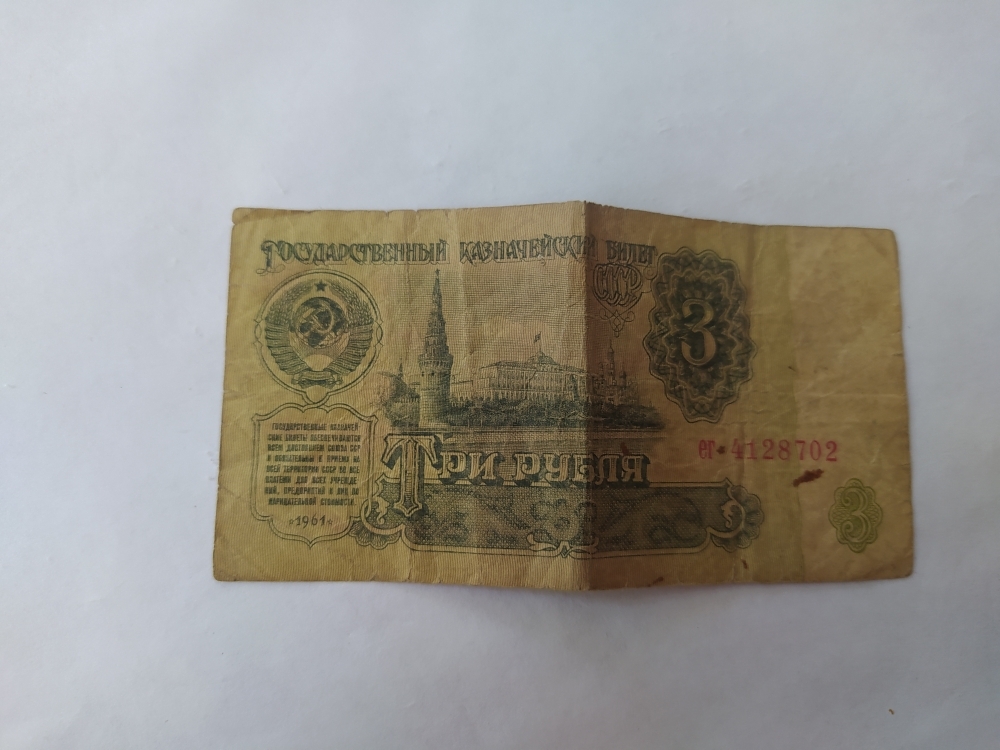 Государственный казначейский билет
СССР
3
ГОСУДАРСТВЕННЫЕ КАЗНАЧЕЙ-
СКИЕ БИЛЕТЫ ОБЕСПЕЧИВАЮТСЯ
ВСЕМ ДОСТОЯНИЕМ СОЮЗА ССР
И ОБЯЗАТЕЛЬНЫ К ПРИЕМУ НА
ВСЕЙ ТЕРРИТОРИИ СССР ВО ВСЕ
ПЛАТЕЖИ ДЛЯ ВСЕХ УЧРЕЖДЕ-
НИЙ, ПРЕДПРИЯТИЙ И ЛИЦ ПО
НАРИЦАТЕЛЬНОЙ СТОИМОСТИ.
1961
Три рубля
ег 4128702
3